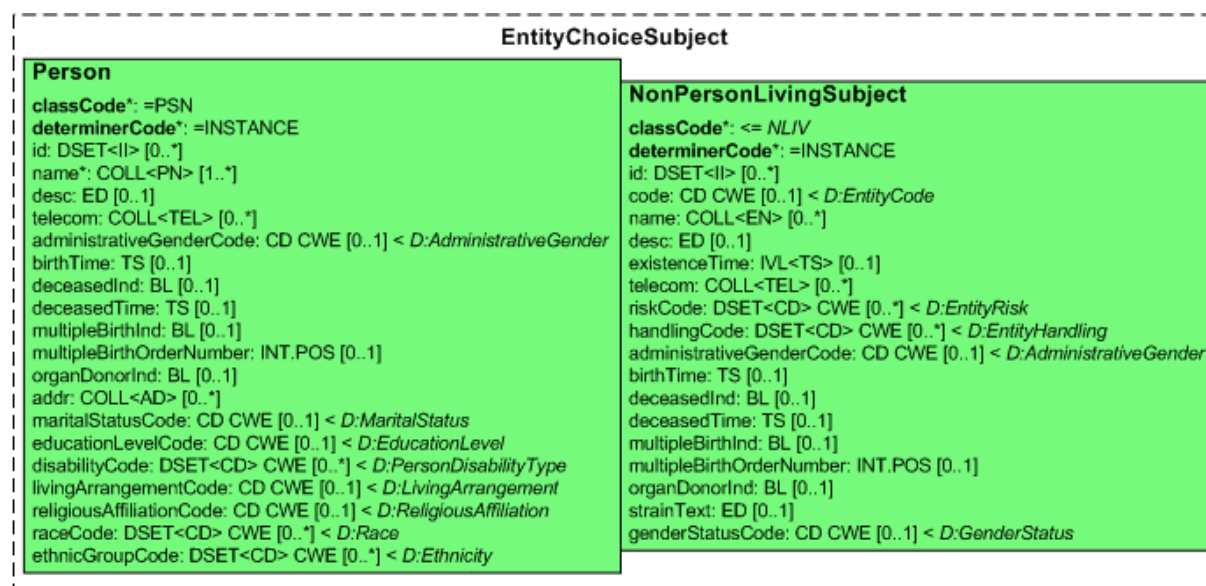 EntityChoiceSubject
Person
classCode*: =PSN
determinerCode*: =INSTANCE
id: DSET<II> [0..*]
name*: COLL<PN> [1..*]
desc: ED [0..1]
telecom: COLL<TEL> [0..*]
administrativeGenderCode: CD CWE [0..1] < D:AdministrativeGender
birthTime: TS [0..1]
deceasedInd: BL [0..1]
deceasedTime: TS [0..1]
multipleBirthInd: BL [0..1]
multipleBirthOrderNumber: INT.POS [0..1]
organDonorInd: BL [0..1]
addr: COLL<AD> [0..*]
maritalStatusCode: CD CWE [0..1] < D:MaritalStatus
educationLevelCode: CD CWE [0..1] < D:EducationLevel
disabilityCode: DSET<CD> CWE [0..*] < D:PersonDisabilityType
livingArrangementCode: CD CWE [0..1] < D:LivingArrangement
religiousAffiliationCode: CD CWE [0..1] < D:ReligiousAffiliation
raceCode: DSET<CD> CWE [0..*] < D:Race
ethnicGroupCode: DSET<CD> CWE [0..*] < D:Ethnicity
NonPersonLivingSubject
classCode*: <= NLIV
determinerCode*: =INSTANCE
id: DSET<II> [0..*]
code: CD CWE [0..1] < D:EntityCode
name: COLL<EN> [0..*]
desc: ED [0..1]
existenceTime: IVL<TS> [0..1]
telecom: COLL<TEL> [0..*]
riskCode: DSET<CD> CWE [0..*] < D:EntityRisk
handlingCode: DSET<CD> CWE [0..*] < D:EntityHandling
administrativeGenderCode: CD CWE [0..1] < D:AdministrativeGender
birthTime: TS [0..1]
deceasedInd: BL [0..1]
deceasedTime: TS [0..1]
multipleBirthInd: BL [0..1]
multipleBirthOrderNumber: INT.POS [0..1]
organDonorInd: BL [0..1]
strainText: ED [0..1]
genderStatusCode: CD CWE [0..1] < D:GenderStatus